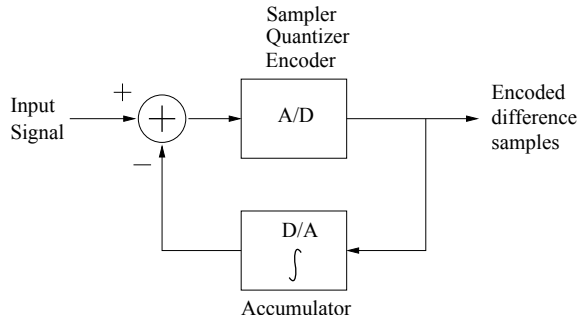 Sampler
Quantizer
Encoder
+
Input
Signal
+
A/D
Encoded
difference
samples
−
D/A
∫
Accumulator